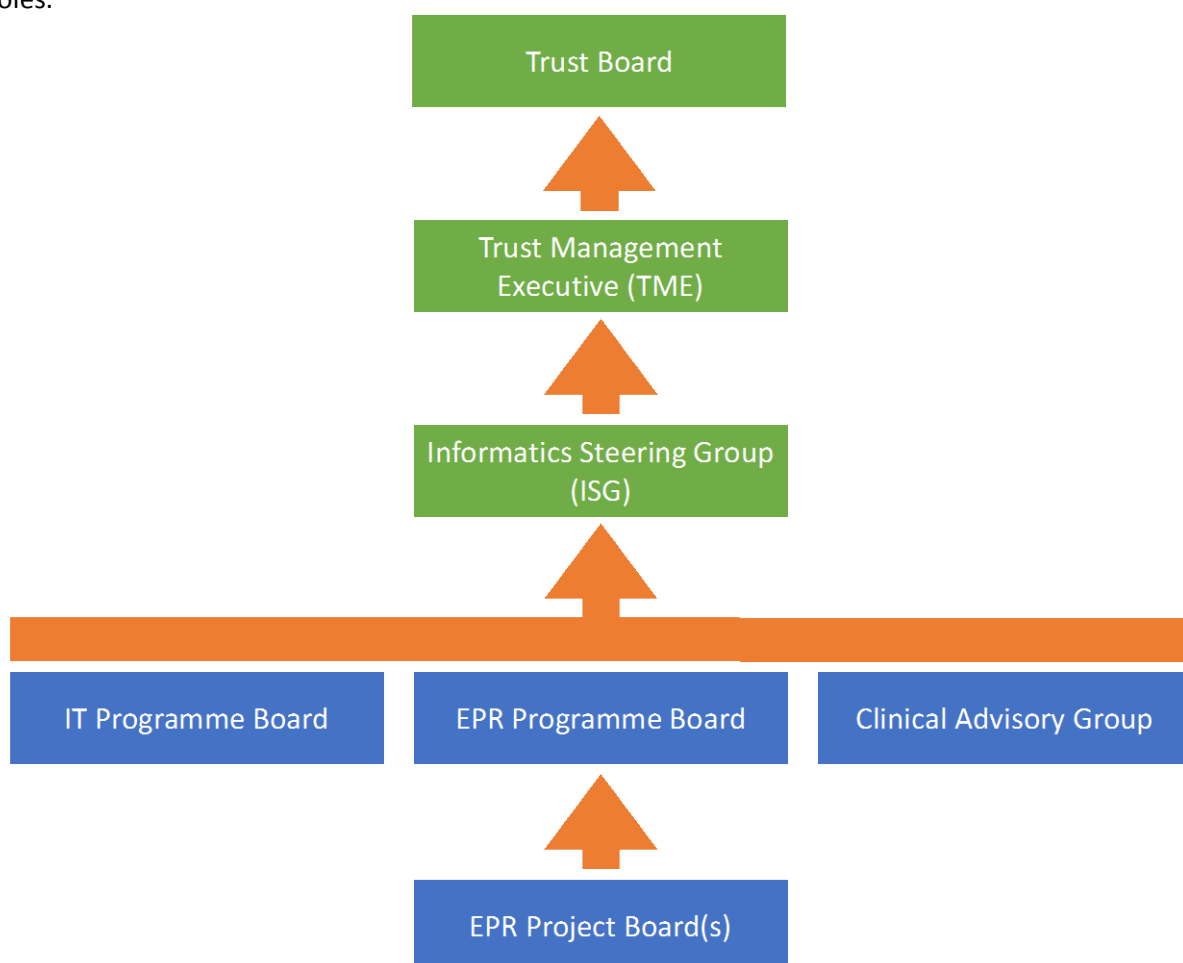 Trust Board
Trust Management
Executive (TME)
Informatics Steering Group
(ISG)
IT Programme Board
EPR Programme Board
Clinical Advisory Group
EPR Project Board(s)